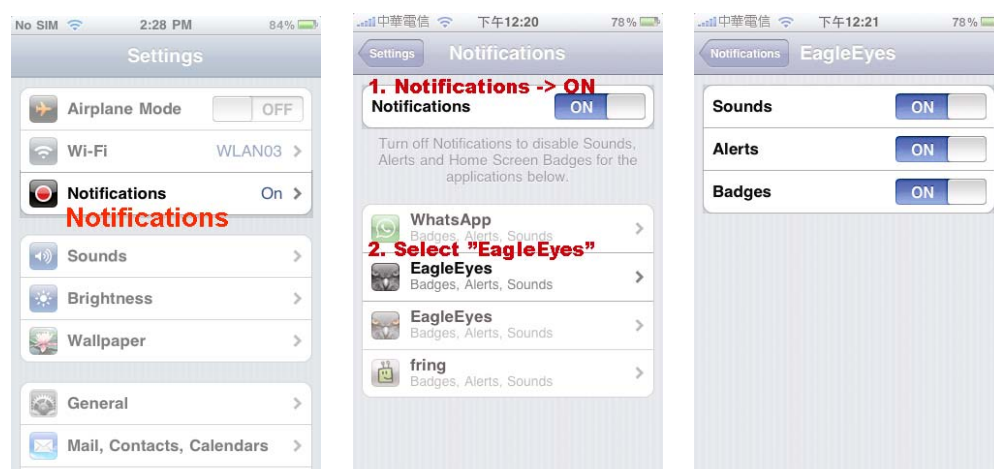 No SIM 2:28 PM 84%
Settings
Airplane Mode OFF
Wi-Fi WLAN03
Notifications On
Notifications
Sounds
Brightness
Wallpaper
General
Mail, Contacts, Calendars
中華電信 下午12:20 78%
Settings Notifications
1. Notifications -> ON
Notifications ON
Turn off Notifications to disable Sounds,
Alerts and Home Screen Badges for the
applications below.
WhatsApp
Badges, Alerts, Sounds
2. Select "EagleEyes"
EagleEyes
Badges, Alerts, Sounds
EagleEyes
Badges, Alerts, Sounds
fring
Badges, Alerts, Sounds
中華電信 下午12:21 78%
Notifications EagleEyes
Sounds ON
Alerts ON
Badges ON